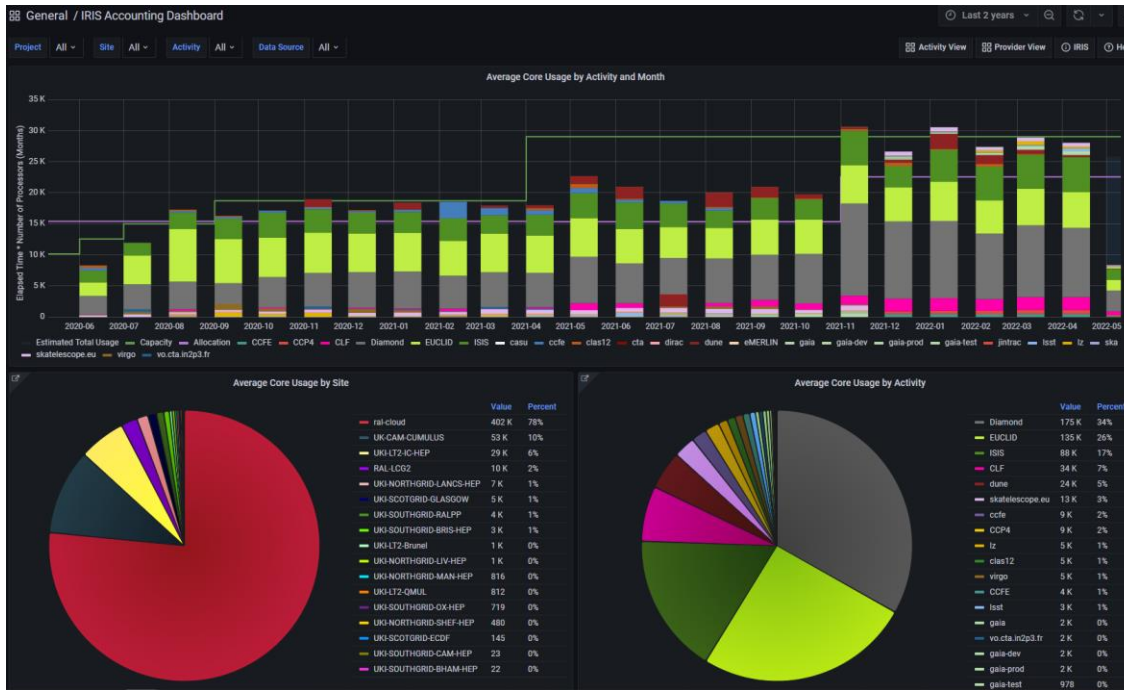 General / IRIS Accounting Dashboard
Last 2 years
Project All Site All Activity All Data Source All
Activity View Provider View IRIS
Average Core Usage by Activity and Month
Elapsed Time * Number of Processors (Months)
35 K
30 K
25 K
20 K
15 K
10 K
5 K
0
2020-06 2020-07 2020-08 2020-09 2020-10 2020-11 2020-12 2021-01 2021-02 2021-03 2021-04 2021-05 2021-06 2021-07 2021-08 2021-09 2021-10 2021-11 2021-12 2022-01 2022-02 2022-03 2022-04 2022-05
Estimated Total Usage Capacity Allocation CCFE CCP4 CLF Diamond EUCLID ISIS casu ccfe clas12 cta dirac dune eMERLIN gaia gaia-dev gaia-prod gaia-test jintrac lsst lz ska
skatelescope.eu virgo vo.cta.in2p3.fr
Average Core Usage by Site
Value Percent
ral-cloud 402 K 78%
UK-CAM-CUMULUS 53 K 10%
UKI-LT2-IC-HEP 29 K 6%
RAL-LCG2 10 K 2%
UKI-NORTHGRID-LANCS-HEP 7 K 1%
UKI-SCOTGRID-GLASGOW 5 K 1%
UKI-SOUTHGRID-RALPP 4 K 1%
UKI-SOUTHGRID-BRIS-HEP 3 K 1%
UKI-LT2-Brunel 1 K 0%
UKI-NORTHGRID-LIV-HEP 1 K 0%
UKI-NORTHGRID-MAN-HEP 816 0%
UKI-LT2-QMUL 812 0%
UKI-SOUTHGRID-OX-HEP 719 0%
UKI-NORTHGRID-SHEF-HEP 480 0%
UKI-SCOTGRID-ECDF 145 0%
UKI-SOUTHGRID-CAM-HEP 23 0%
UKI-SOUTHGRID-BHAM-HEP 22 0%
Average Core Usage by Activity
Value Percent
Diamond 175 K 34%
EUCLID 135 K 26%
ISIS 88 K 17%
CLF 34 K 7%
dune 24 K 5%
skatelescope.eu 13 K 3%
ccfe 9 K 2%
CCP4 9 K 2%
lz 5 K 1%
clas12 5 K 1%
virgo 5 K 1%
CCFE 4 K 1%
lsst 3 K 1%
gaia 2 K 0%
vo.cta.in2p3.fr 2 K 0%
gaia-dev 2 K 0%
gaia-prod 2 K 0%
gaia-test 978 0%